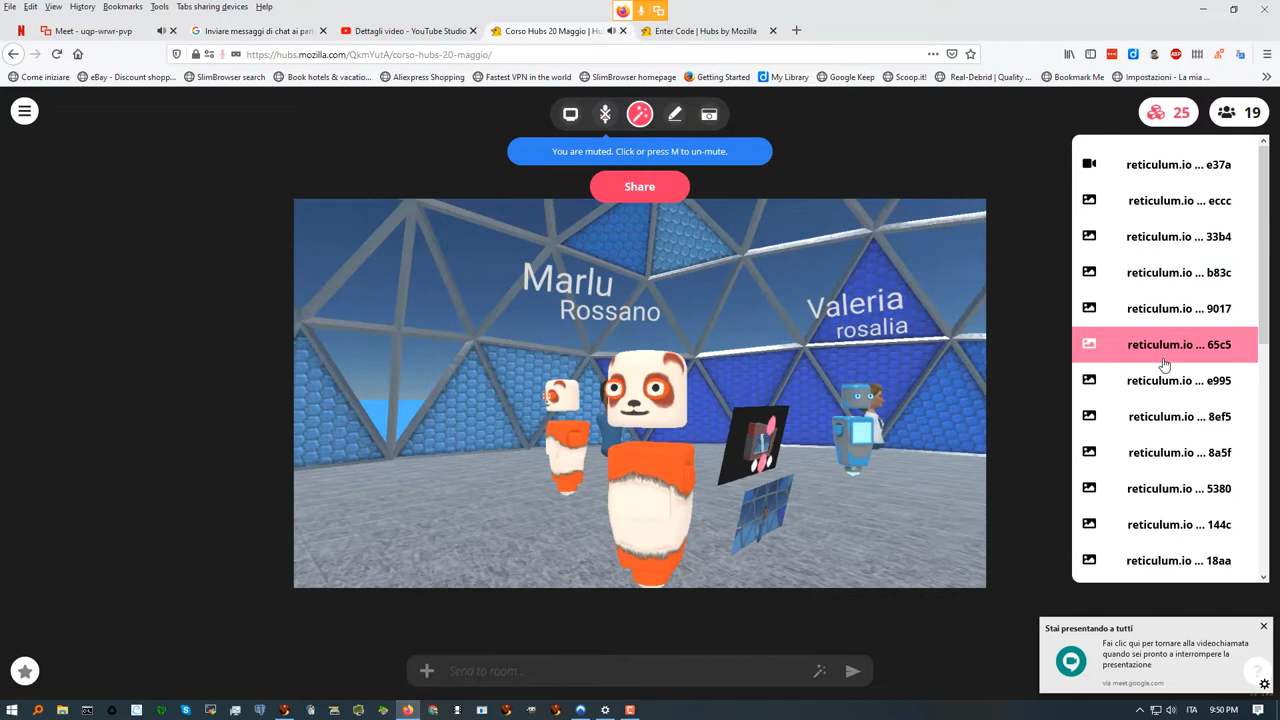 File Edit View History Bookmarks Tools Tabs sharing devices Help
Meet - uqp-wrwr-pvp
Inviare messaggi di chat ai part
Dettagli video - YouTube Studio
Corso Hubs 20 Maggio | Hu
Enter Code | Hubs by Mozilla
https://hubs.mozilla.com/QkmYutA/corso-hubs-20-maggio/
Come iniziare eBay - Discount shopp... SlimBrowser search Book hotels & vacatio... Aliexpress Shopping Fastest VPN in the world SlimBrowser homepage Getting Started My Library Google Keep Scoop.it! Real-Debrid | Quality ... Bookmark Me Impostazioni - La mia ...
25
19
You are muted. Click or press M to un-mute.
Share
reticulum.io ... e37a
reticulum.io ... eccc
reticulum.io ... 33b4
reticulum.io ... b83c
reticulum.io ... 9017
reticulum.io ... 65c5
reticulum.io ... e995
reticulum.io ... 8ef5
reticulum.io ... 8a5f
reticulum.io ... 5380
reticulum.io ... 144c
reticulum.io ... 18aa
Marlu
Rossano
Valeria
rosalia
Stai presentando a tutti
Fai clic qui per tornare alla videochiamata
quando sei pronto a interrompere la
presentazione
via meet.google.com
Send to room...
ITA 9:50 PM